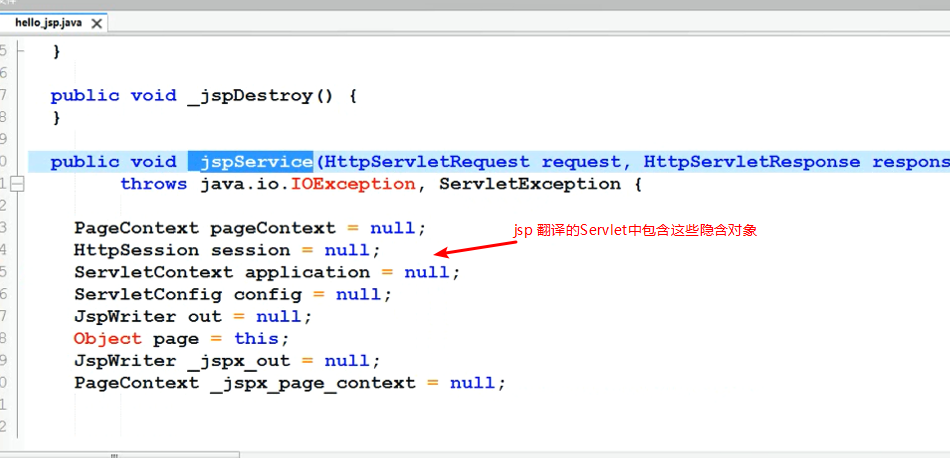 hello_jsp.java
5 }
6
7 public void _jspDestroy() {
8 }
9
0 public void _jspService(HttpServletRequest request, HttpServletResponse respons
1 throws java.io.IOException, ServletException {
2
3 PageContext pageContext = null;
jsp 翻译的Servlet中包含这些隐含对象
4 HttpSession session = null;
5 ServletContext application = null;
6 ServletConfig config = null;
7 JspWriter out = null;
8 Object page = this;
9 JspWriter _jspx_out = null;
0 PageContext _jspx_page_context = null;
1
2